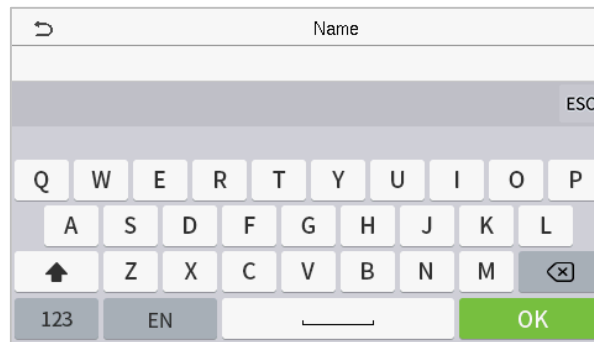 Name
ESC
Q W E R T Y U I O P
A S D F G H J K L
Z X C V B N M
123 EN OK